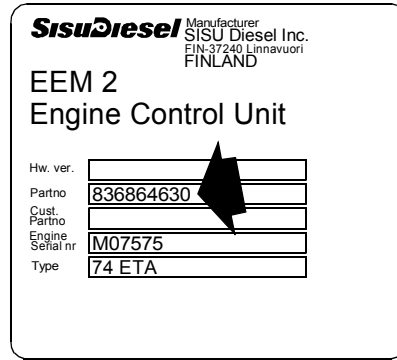 SISUDIESEL Manufacturer
SISU Diesel Inc.
FIN-37240 Linnavuori
FINLAND
EEM 2
Engine Control Unit
Hw. ver.
Partno 836864630
Cust.
Partno
Engine
Serial nr M07575
Type 74 ETA